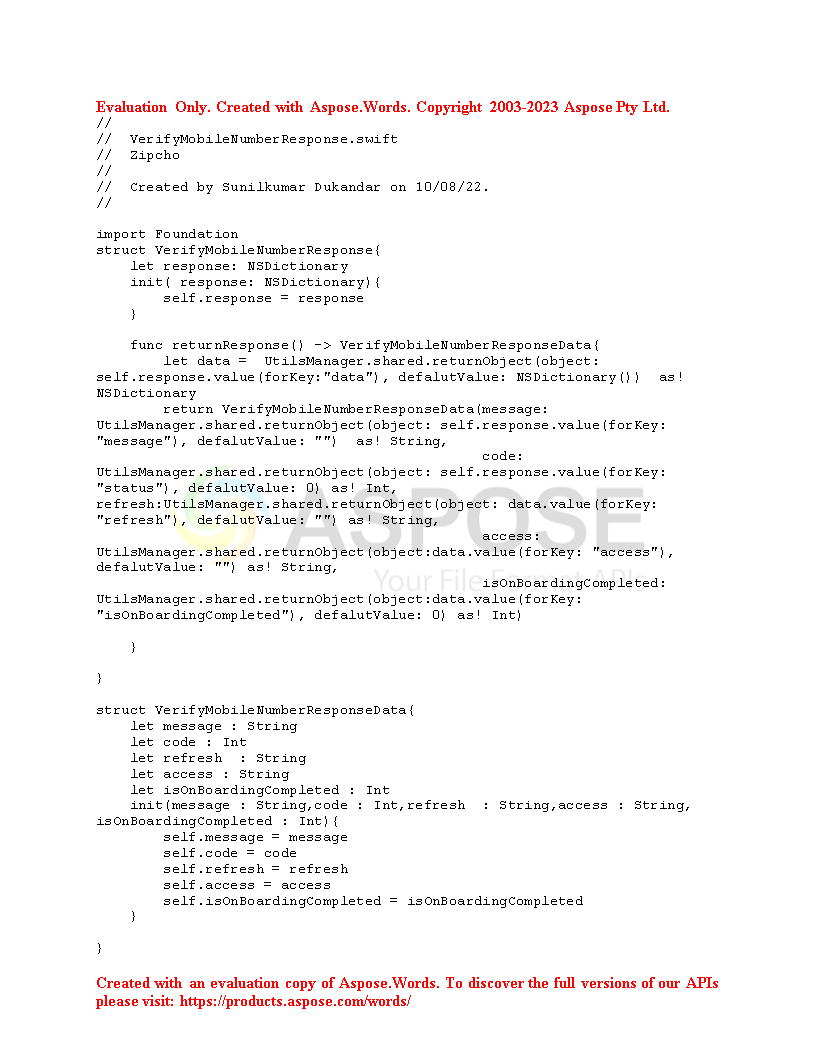 Evaluation Only. Created with Aspose.Words. Copyright 2003-2023 Aspose Pty Ltd.
//
//  VerifyMobileNumberResponse.swift
//  Zipcho
//
//  Created by Sunilkumar Dukandar on 10/08/22.
//

import Foundation
struct VerifyMobileNumberResponse{
    let response: NSDictionary
    init( response: NSDictionary){
        self.response = response
    }

    func returnResponse() -> VerifyMobileNumberResponseData{
        let data =  UtilsManager.shared.returnObject(object:
self.response.value(forKey:"data"), defalutValue: NSDictionary())  as!
NSDictionary
        return VerifyMobileNumberResponseData(message:
UtilsManager.shared.returnObject(object: self.response.value(forKey:
"message"), defalutValue: "")  as! String,
                                              code:
UtilsManager.shared.returnObject(object: self.response.value(forKey:
"status"), defalutValue: 0) as! Int,
refresh:UtilsManager.shared.returnObject(object: data.value(forKey:
"refresh"), defalutValue: "") as! String,
                                              access:
UtilsManager.shared.returnObject(object:data.value(forKey: "access"),
defalutValue: "") as! String,
                                              isOnBoardingCompleted:
UtilsManager.shared.returnObject(object:data.value(forKey:
"isOnBoardingCompleted"), defalutValue: 0) as! Int)

    }

}

struct VerifyMobileNumberResponseData{
    let message : String
    let code : Int
    let refresh  : String
    let access : String
    let isOnBoardingCompleted : Int
    init(message : String,code : Int,refresh  : String,access : String,
isOnBoardingCompleted : Int){
        self.message = message
        self.code = code
        self.refresh = refresh
        self.access = access
        self.isOnBoardingCompleted = isOnBoardingCompleted
    }

}
ASPOSE
Your File Format APIs
Created with an evaluation copy of Aspose.Words. To discover the full versions of our APIs
please visit: https://products.aspose.com/words/